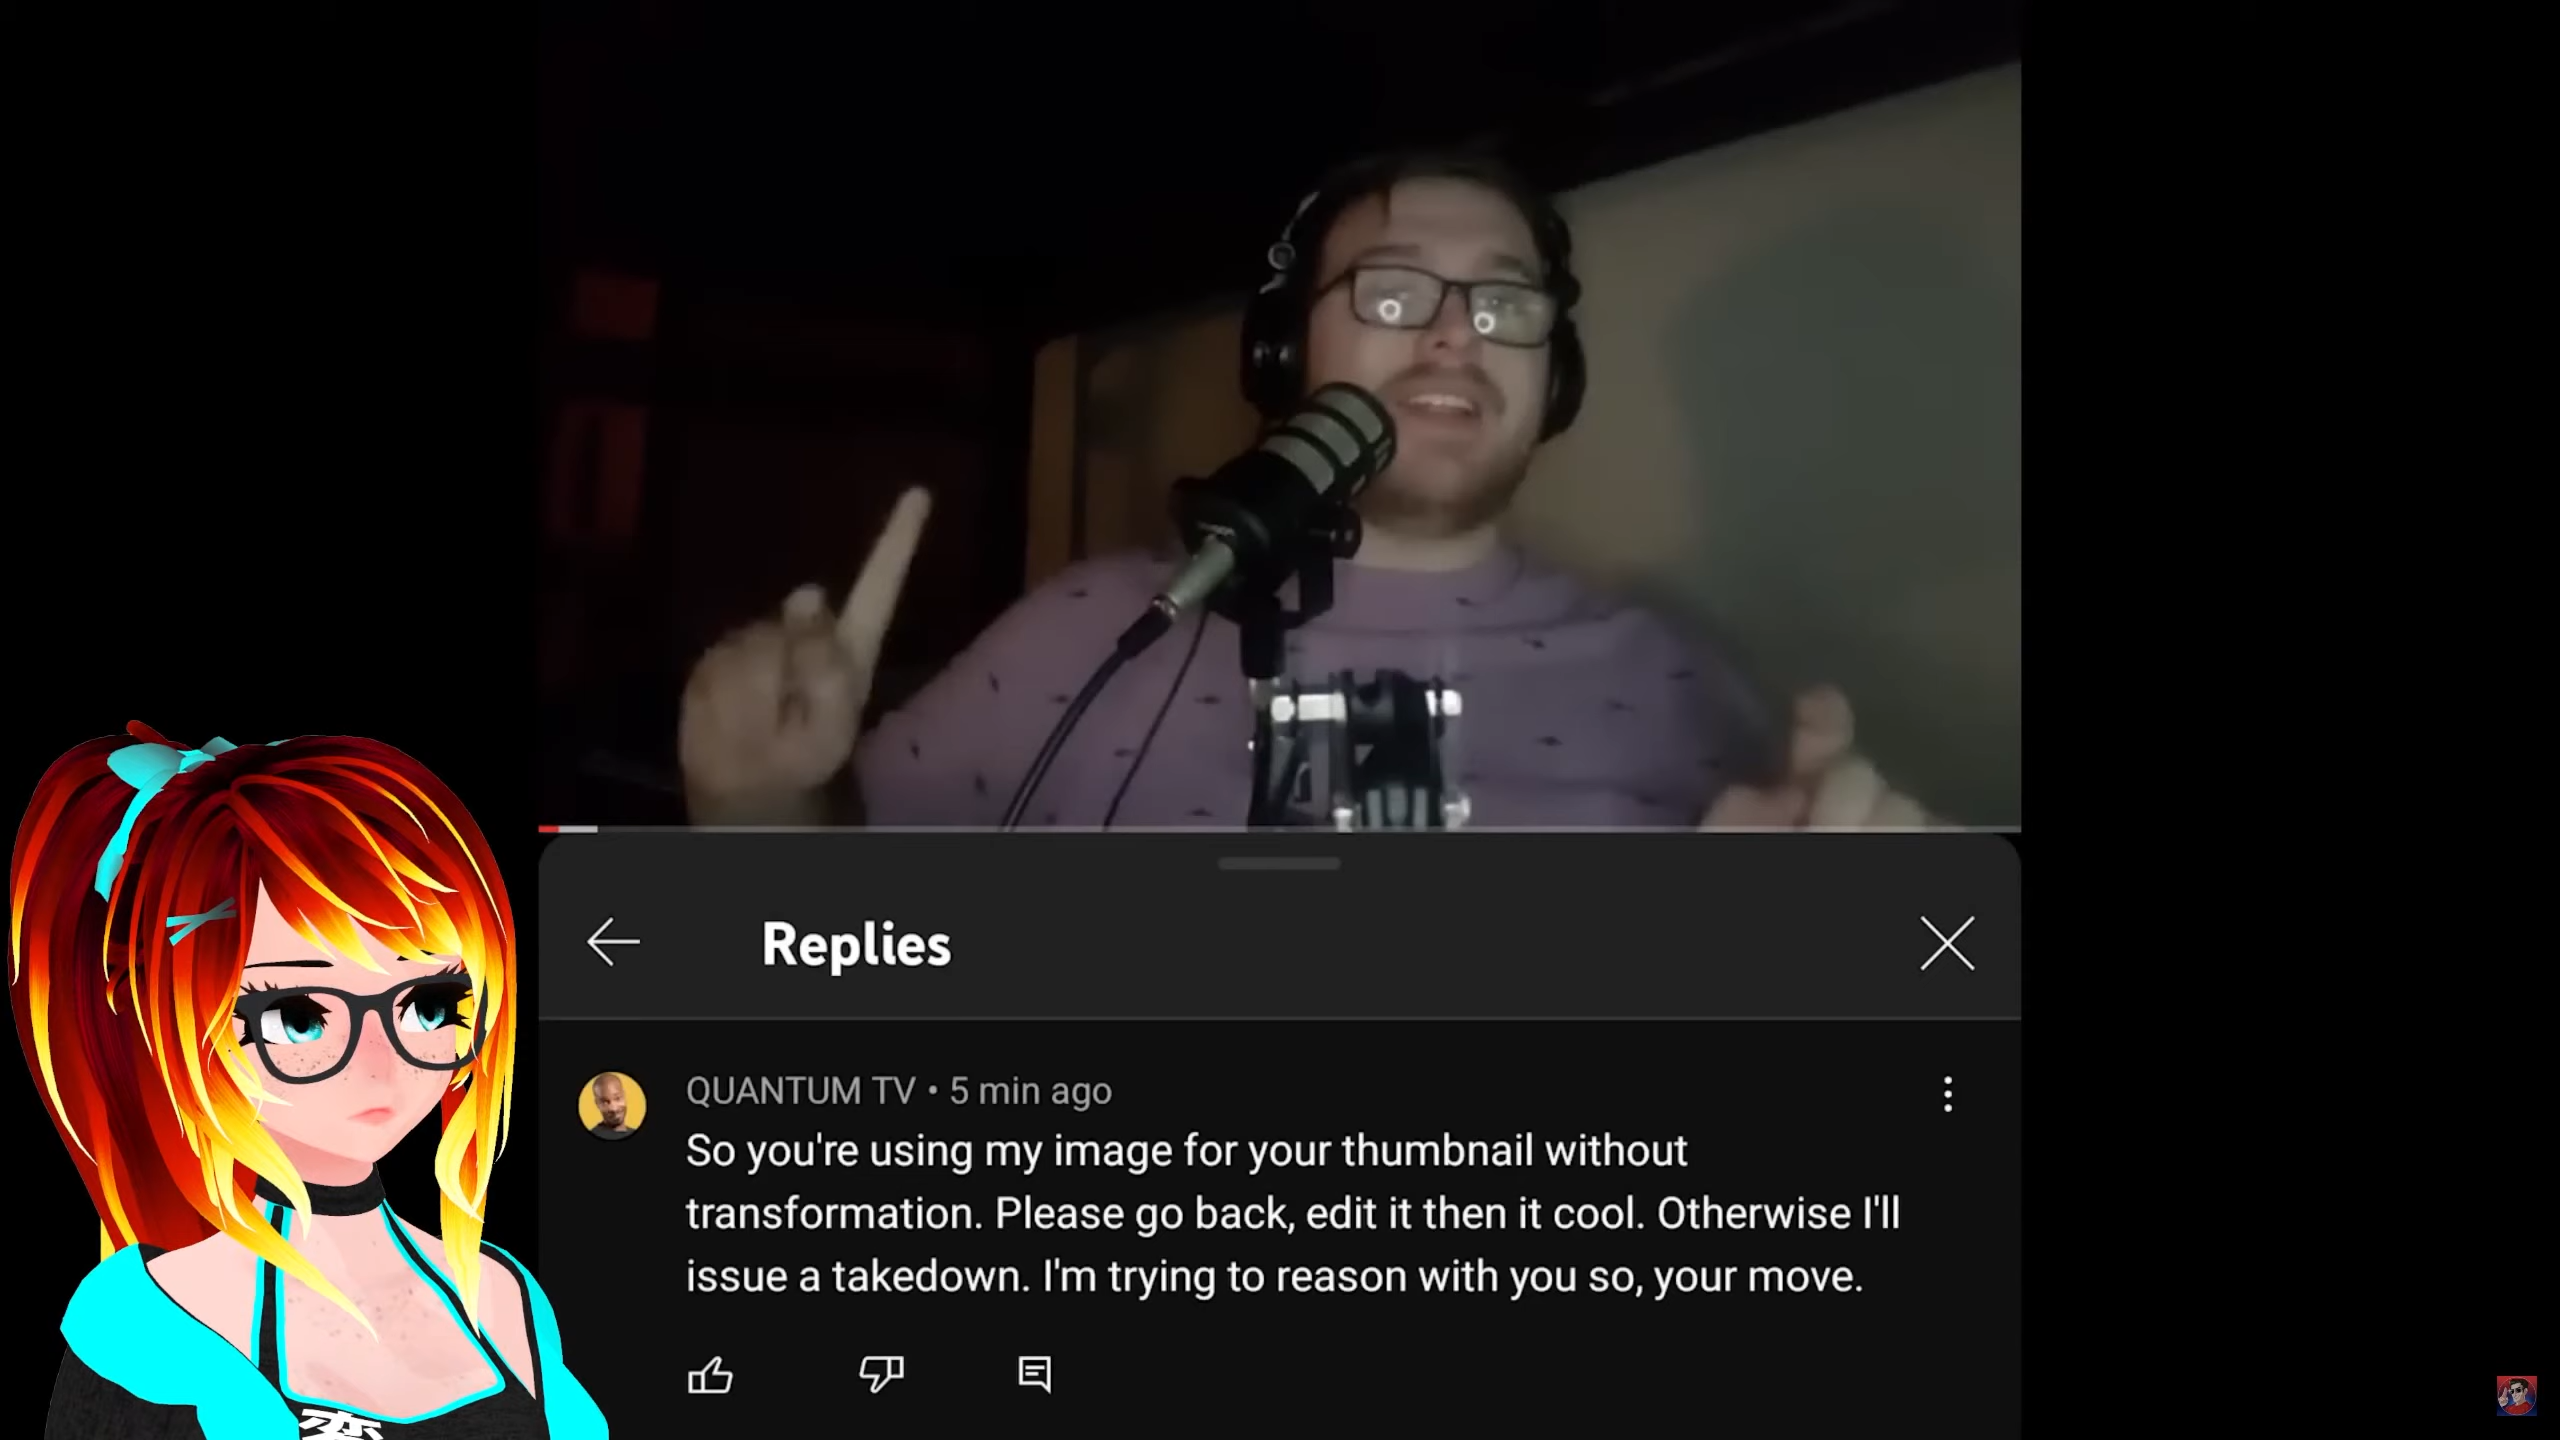 Replies
QUANTUM TV • 5 min ago
So you're using my image for your thumbnail without
transformation. Please go back, edit it then it cool. Otherwise I'll
issue a takedown. I'm trying to reason with you so, your move.
変